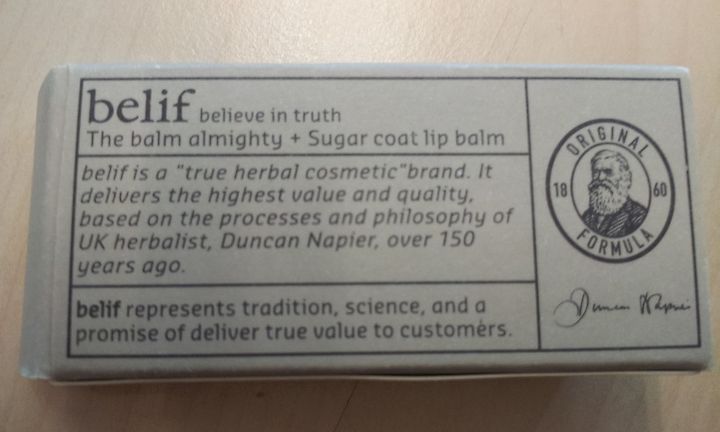 belif believe in truth
The balm almighty + Sugar coat lip balm
belif is a "true herbal cosmetic"brand. It
delivers the highest value and quality,
based on the processes and philosophy of
UK herbalist, Duncan Napier, over 150
years ago.
belif represents tradition, science, and a
promise of deliver true value to customers.
ORIGINAL
18 60
FORMULA
Duncan Napier